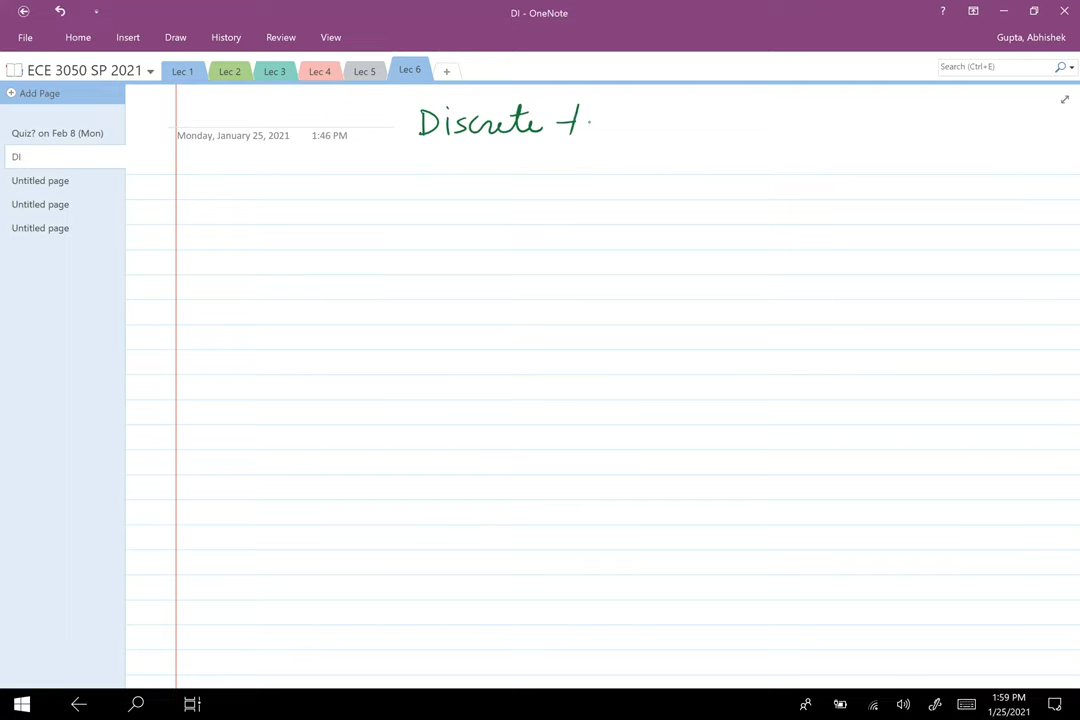 DI - OneNote
File Home Insert Draw History Review View
Gupta, Abhishek
ECE 3050 SP 2021
Lec 1 Lec 2 Lec 3 Lec 4 Lec 5 Lec 6
Search (Ctrl+E)
Add Page
Quiz? on Feb 8 (Mon)
DI
Untitled page
Untitled page
Untitled page
Discrete
Monday, January 25, 2021 1:46 PM
1:59 PM
1/25/2021